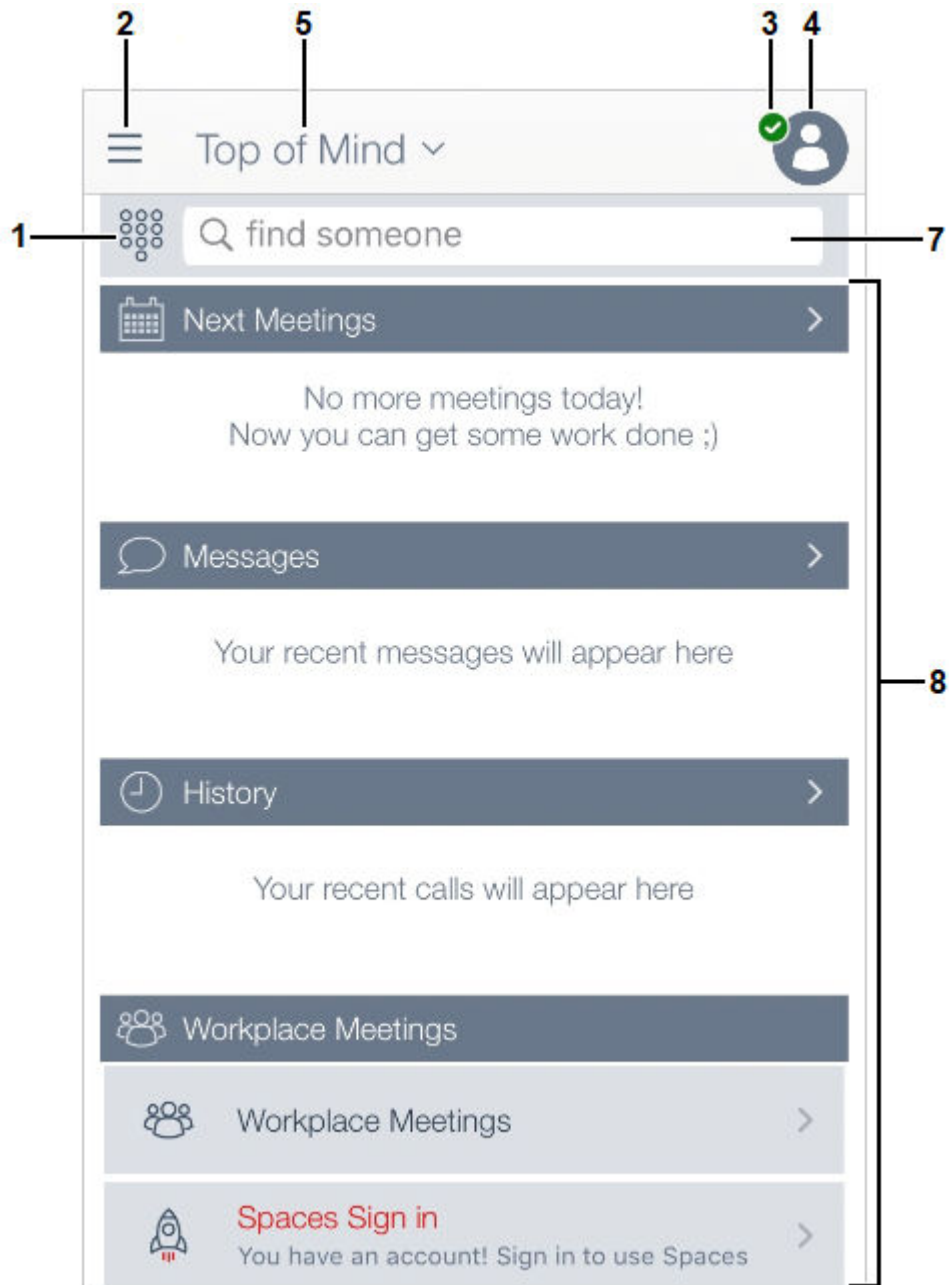 2 5 3 4
Top of Mind
1 find someone 7
Next Meetings
No more meetings today!
Now you can get some work done ;)
Messages
Your recent messages will appear here
8
History
Your recent calls will appear here
Workplace Meetings
Workplace Meetings
Spaces Sign in
You have an account! Sign in to use Spaces